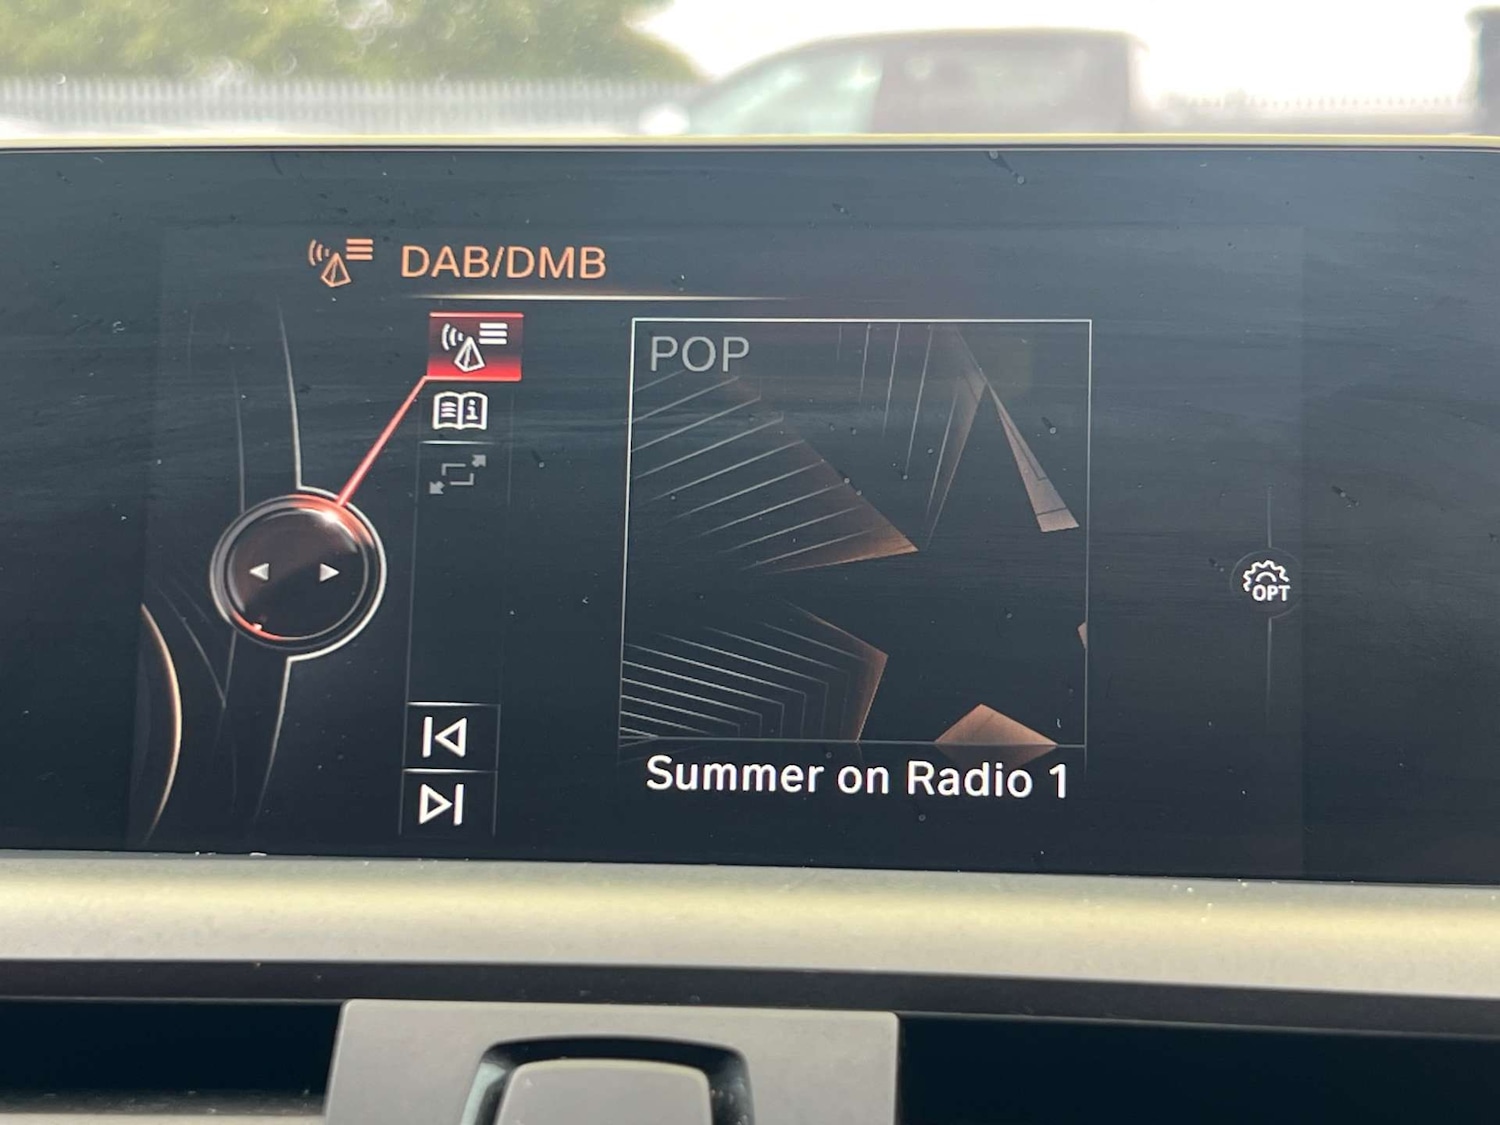 DAB/DMB
POP
Summer on Radio 1
OPT